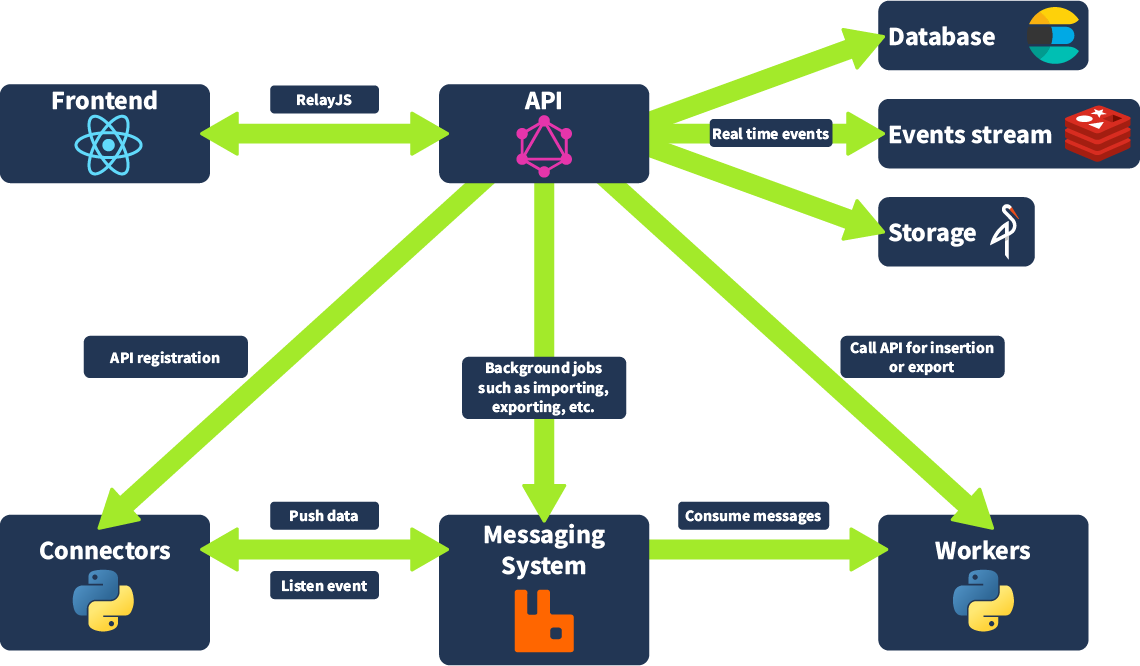 Database
Frontend
RelayJS
API
Real time events
Events stream
Storage
API registration
Background jobs
such as importing,
exporting, etc.
Call API for insertion
or export
Connectors
Push data
Listen event
Messaging
System
Consume messages
Workers